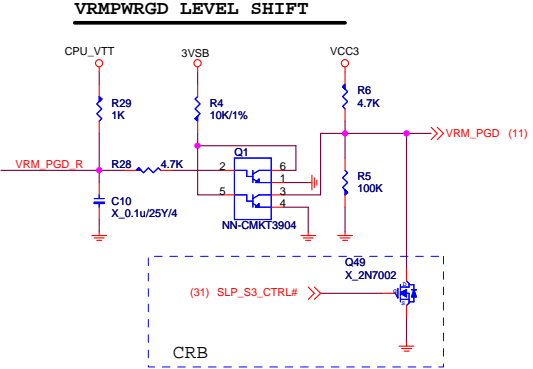 VRMPWRGD LEVEL SHIFT
CPU_VTT
3VSB
VCC3
R29
1K
R4
10K/1%
R6
4.7K
VRM_PGD (11)
VRM_PGD_R
R28
4.7K
Q1
2
6
1
5
3
4
NN-CMKT3904
R5
100K
C10
X_0.1u/25Y/4
Q49
X_2N7002
(31) SLP_S3_CTRL#
CRB